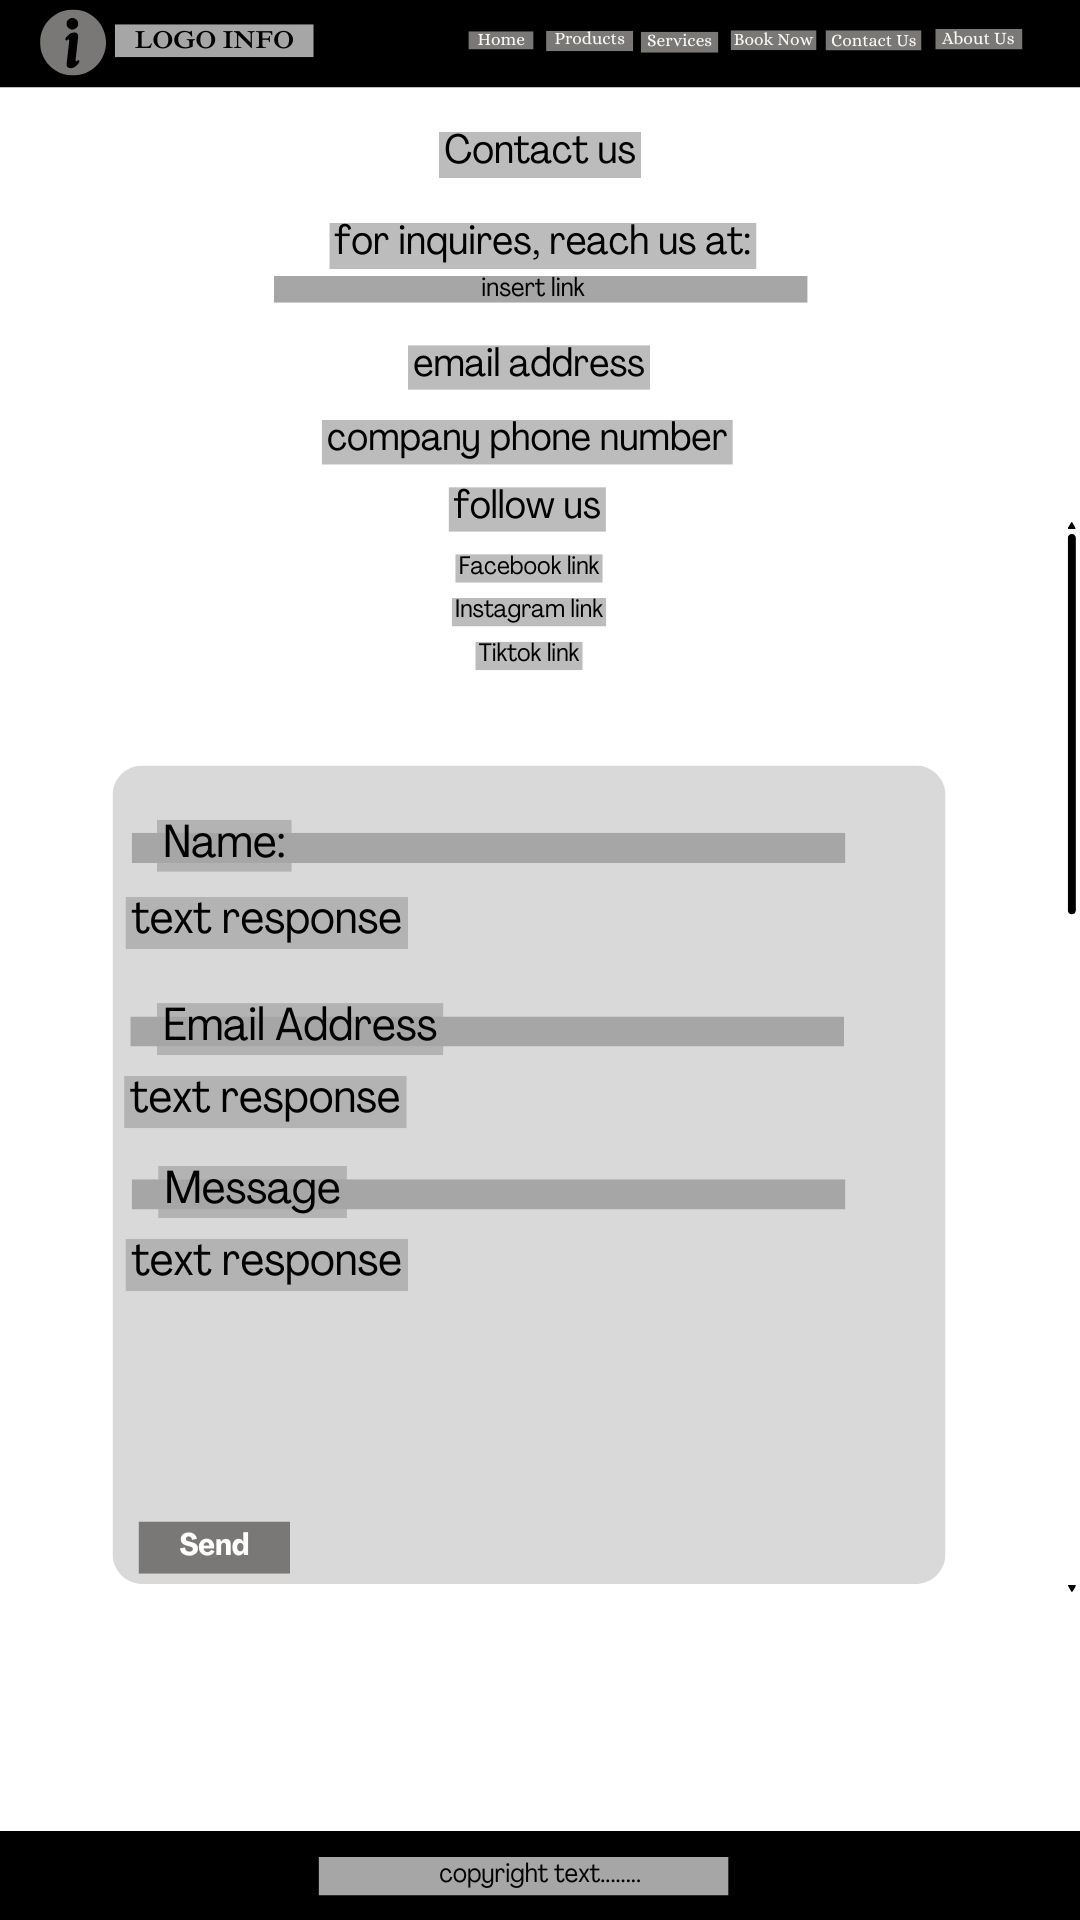 i
LOGO INFO
Home
Products
Services
Book Now
Contact Us
About Us
Contact us
for inquires, reach us at:
insert link
email address
company phone number
follow us
Facebook link
Instagram link
Tiktok link
Name:
text response
Email Address
text response
Message
text response
Send
copyright text........